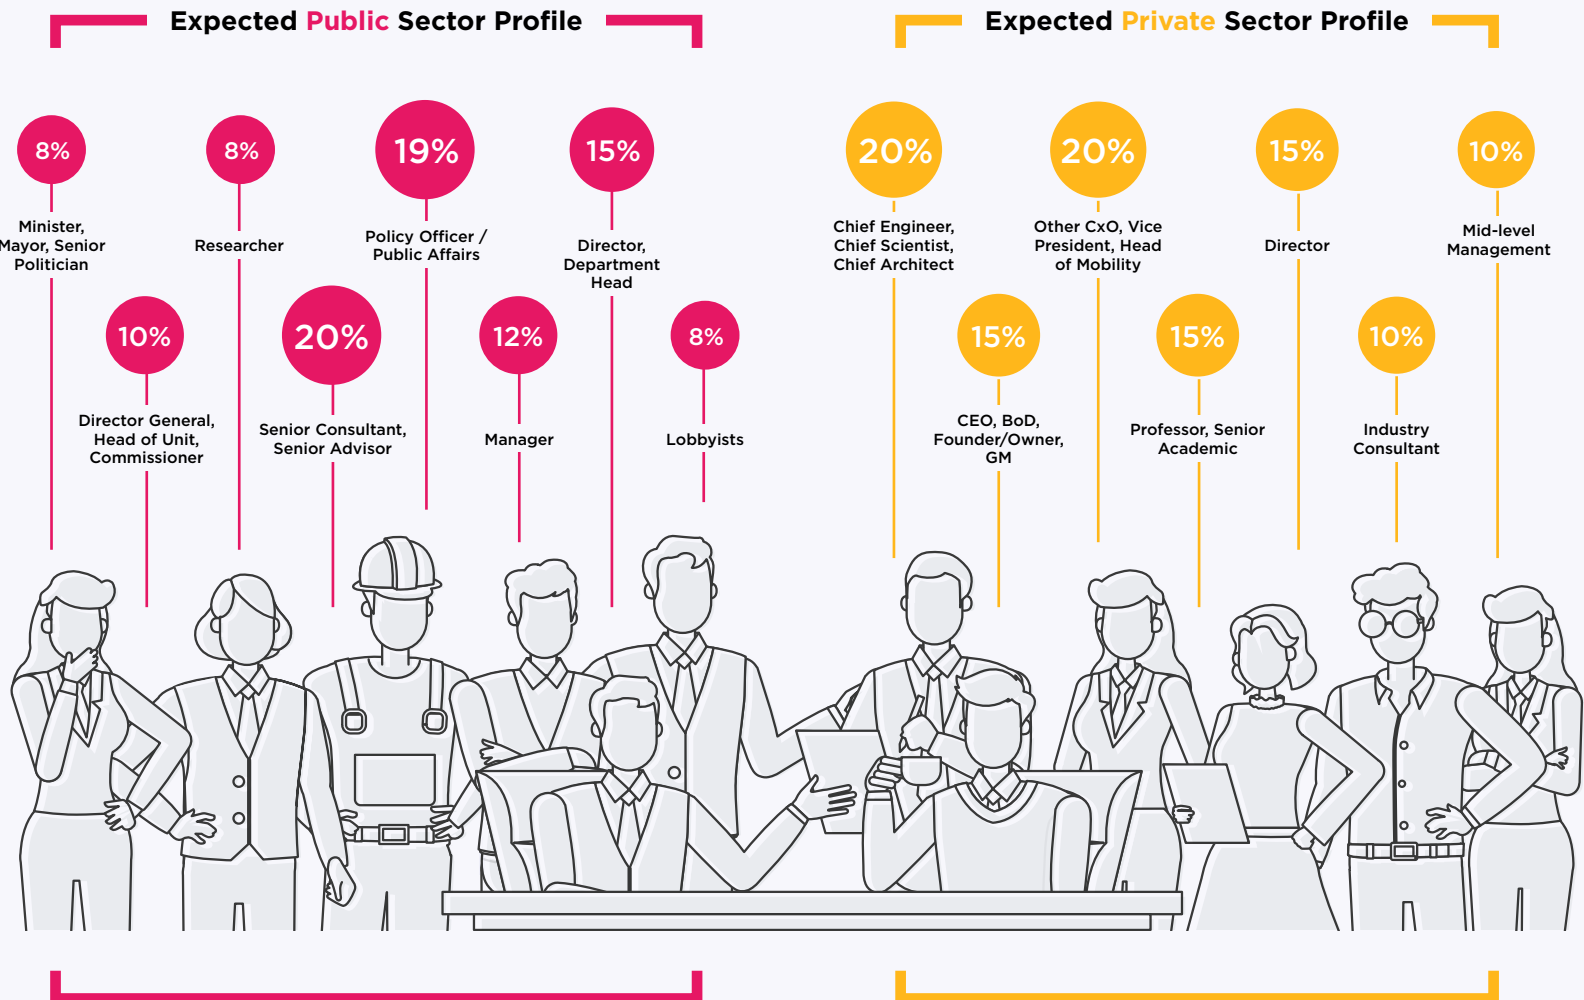 Expected Public Sector Profile
8%
Minister,
Mayor, Senior
Politician
10%
Director General,
Head of Unit,
Commissioner
8%
Researcher
20%
Senior Consultant,
Senior Advisor
19%
Policy Officer /
Public Affairs
12%
Manager
15%
Director,
Department
Head
8%
Lobbyists
Expected Private Sector Profile
20%
Chief Engineer,
Chief Scientist,
Chief Architect
15%
CEO, BoD,
Founder/Owner,
GM
20%
Other CxO, Vice
President, Head
of Mobility
15%
Professor, Senior
Academic
15%
Director
10%
Industry
Consultant
10%
Mid-level
Management